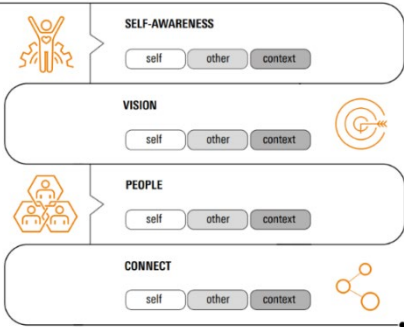 SELF-AWARENESS
self other context
VISION
self other context
PEOPLE
self other context
CONNECT
self other context